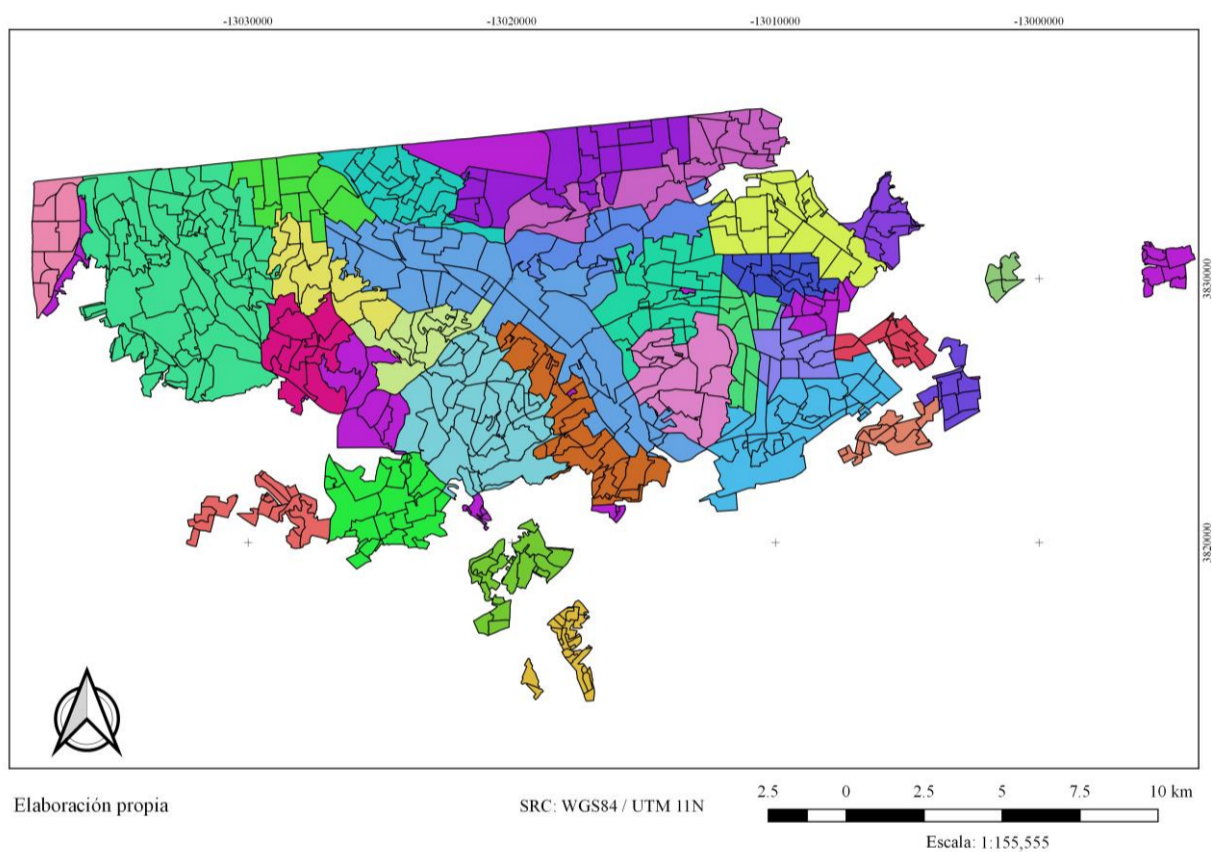 -13030000 -13020000 -13010000 -13000000
3830000
3820000
Elaboración propia
SRC: WGS84 / UTM 11N
2.5 0 2.5 5 7.5 10 km
Escala: 1:155,555